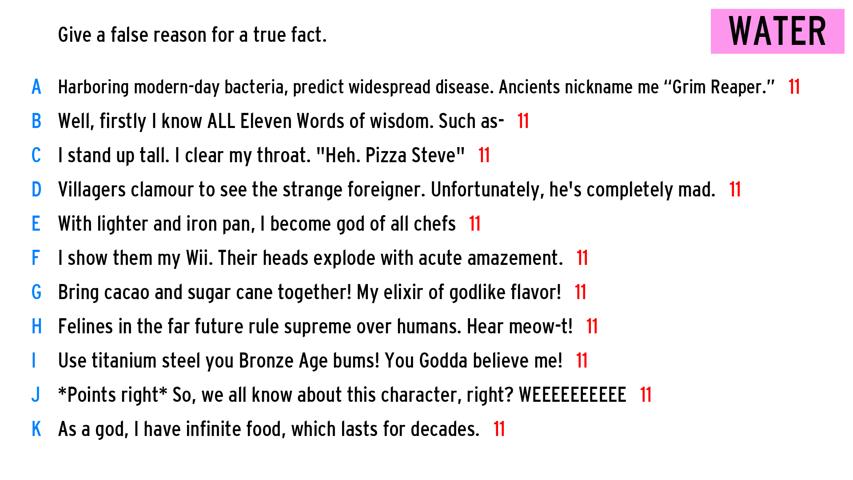 Give a false reason for a true fact.
WATER
A Harboring modern-day bacteria, predict widespread disease. Ancients nickname me “Grim Reaper.” 11
B Well, firstly I know ALL Eleven Words of wisdom. Such as- 11
C I stand up tall. I clear my throat. "Heh. Pizza Steve" 11
D Villagers clamour to see the strange foreigner. Unfortunately, he's completely mad. 11
E With lighter and iron pan, I become god of all chefs 11
F I show them my Wii. Their heads explode with acute amazement. 11
G Bring cacao and sugar cane together! My elixir of godlike flavor! 11
H Felines in the far future rule supreme over humans. Hear meow-t! 11
I Use titanium steel you Bronze Age bums! You Godda believe me! 11
J *Points right* So, we all know about this character, right? WEEEEEEEEEE 11
K As a god, I have infinite food, which lasts for decades. 11